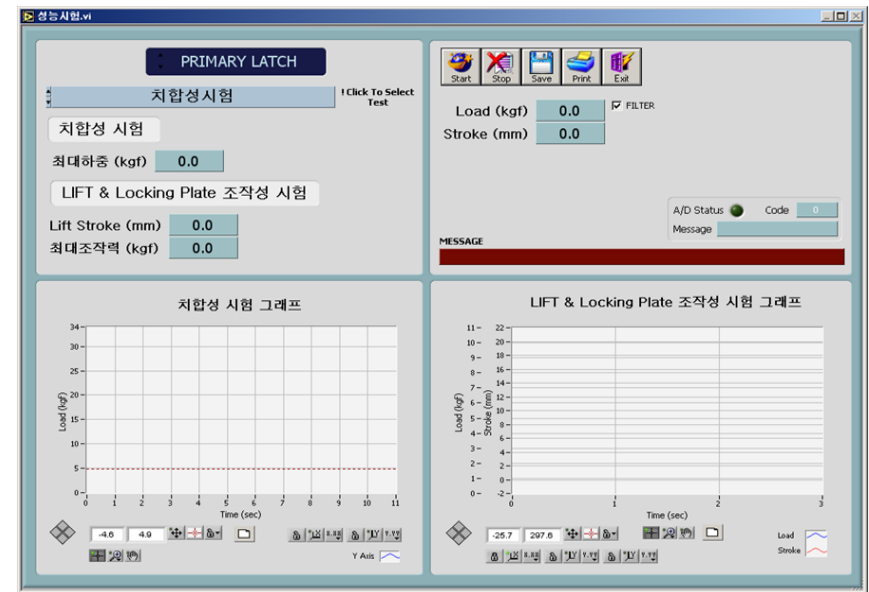 성능시험.vi
PRIMARY LATCH
치합성시험
! Click To Select
Test
치합성 시험
최대하중 (kgf) 0.0
LIFT & Locking Plate 조작성 시험
Lift Stroke (mm) 0.0
최대조작력 (kgf) 0.0
Start Stop Save Print Exit
Load (kgf) 0.0 FILTER
Stroke (mm) 0.0
A/D Status Code 0
Message
MESSAGE
치합성 시험 그래프
34
30
25
20
15
10
5
0
Load (kgf)
0 1 2 3 4 5 6 7 8 9 10 11
Time (sec)
-4.6 4.9
Y Axis
LIFT & Locking Plate 조작성 시험 그래프
11 22
10 20
9 18
8 16
7 14
6 12
5 10
4 8
3 6
2 4
1 2
0 0
-2
Load (kgf)
Stroke (mm)
0 1 2 3
Time (sec)
-25.7 297.6
Load
Stroke